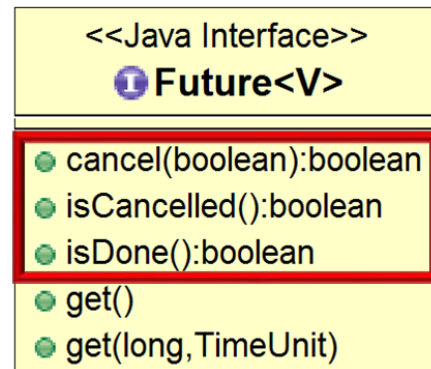 <<Java Interface>>
I Future<V>
cancel(boolean):boolean
isCancelled():boolean
isDone():boolean
get()
get(long,TimeUnit)